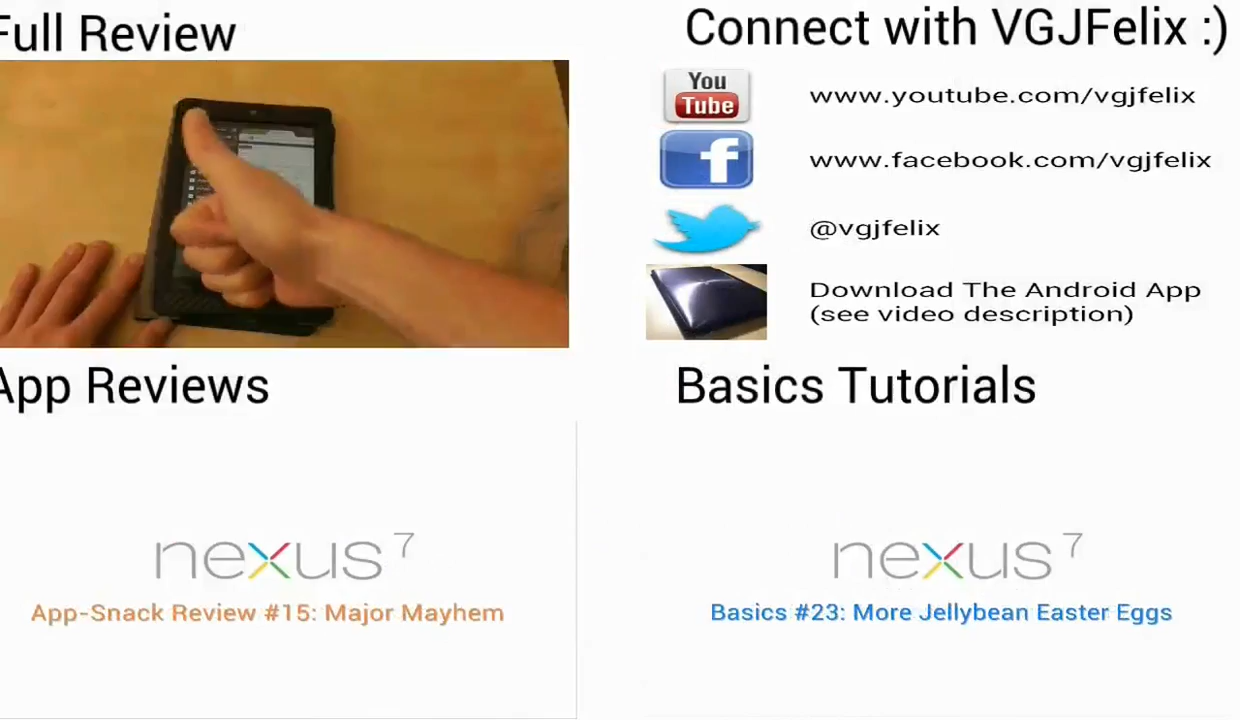 Full Review
Connect with VGJFelix :)
You
Tube
www.youtube.com/vgjfelix
f
www.facebook.com/vgjfelix
@vgjfelix
Download The Android App
(see video description)
App Reviews
Basics Tutorials
nexus 7
App-Snack Review #15: Major Mayhem
nexus 7
Basics #23: More Jellybean Easter Eggs